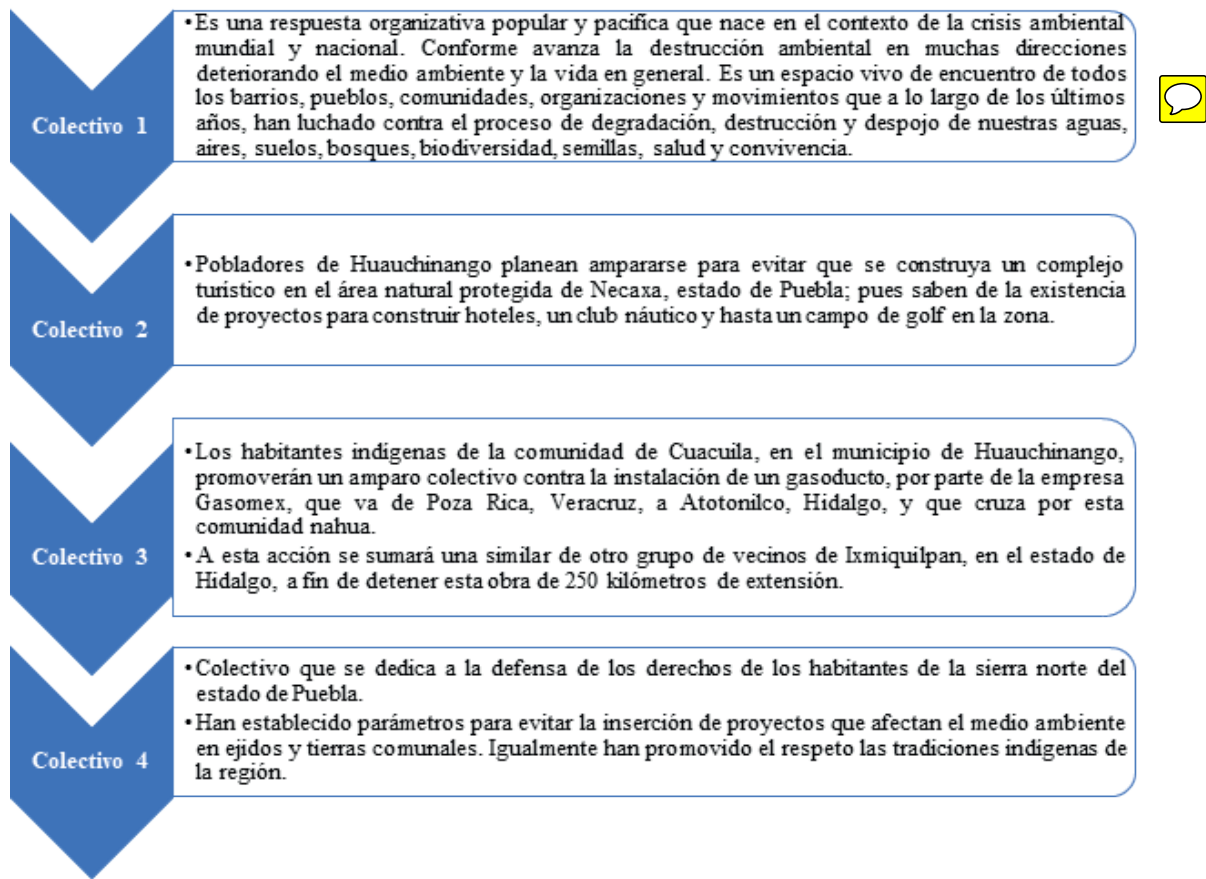 •Es una respuesta organizativa popular y pacifica que nace en el contexto de la crisis ambiental
mundial y nacional. Conforme avanza la destrucción ambiental en muchas direcciones
deteriorando el medio ambiente y la vida en general. Es un espacio vivo de encuentro de todos
los barrios, pueblos, comunidades, organizaciones y movimientos que a lo largo de los últimos
años, han luchado contra el proceso de degradación, destrucción y despojo de nuestras aguas,
aires, suelos, bosques, biodiversidad, semillas, salud y convivencia.
Colectivo 1
•Pobladores de Huauchinango planean ampararse para evitar que se construya un complejo
turístico en el área natural protegida de Necaxa, estado de Puebla; pues saben de la existencia
de proyectos para construir hoteles, un club náutico y hasta un campo de golf en la zona.
Colectivo 2
•Los habitantes indígenas de la comunidad de Cuacuila, en el municipio de Huauchinango,
promoverán un amparo colectivo contra la instalación de un gasoducto, por parte de la empresa
Gasomex, que va de Poza Rica, Veracruz, a Atotonilco, Hidalgo, y que cruza por esta
comunidad nahua.
•A esta acción se sumará una similar de otro grupo de vecinos de Ixmiquilpan, en el estado de
Hidalgo, a fin de detener esta obra de 250 kilómetros de extensión.
Colectivo 3
•Colectivo que se dedica a la defensa de los derechos de los habitantes de la sierra norte del
estado de Puebla.
•Han establecido parámetros para evitar la inserción de proyectos que afectan el medio ambiente
en ejidos y tierras comunales. Igualmente han promovido el respeto las tradiciones indígenas de
la región.
Colectivo 4